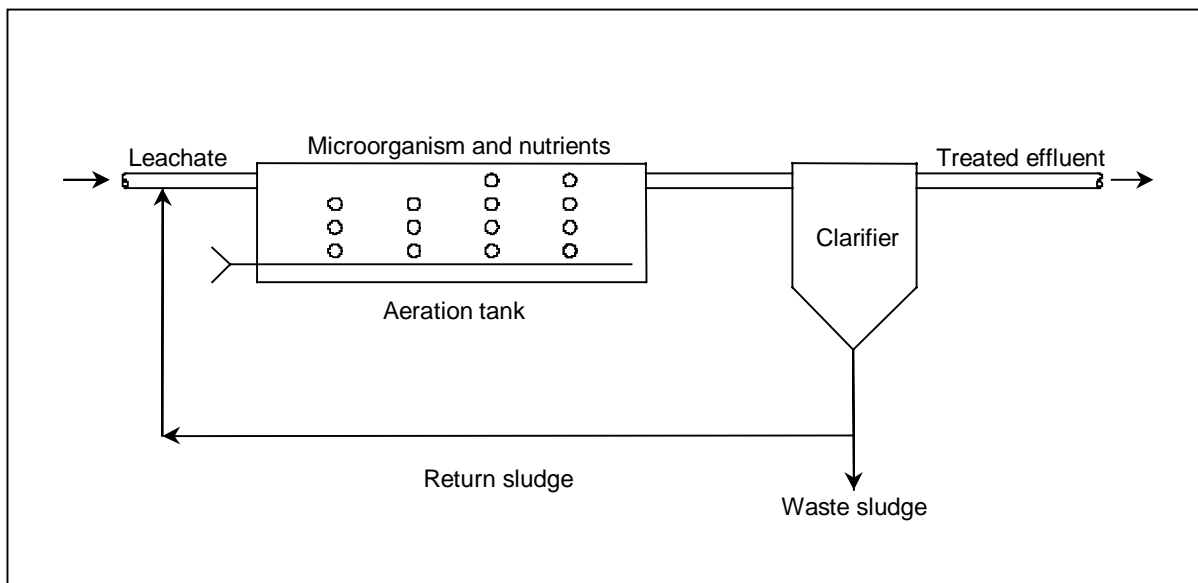 Microorganism and nutrients
Leachate
Treated effluent
Clarifier
Aeration tank
Return sludge
Waste sludge